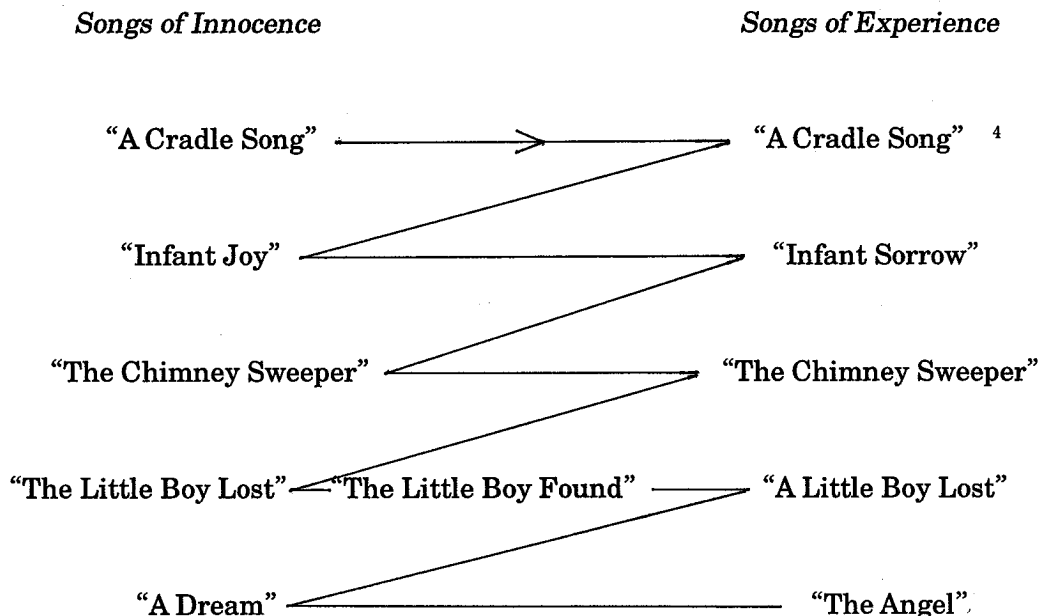 Songs of Innocence Songs of Experience
“A Cradle Song” “A Cradle Song” 4
“Infant Joy” “Infant Sorrow”
“The Chimney Sweeper” “The Chimney Sweeper”
“The Little Boy Lost” “The Little Boy Found” “A Little Boy Lost”
“A Dream” “The Angel”